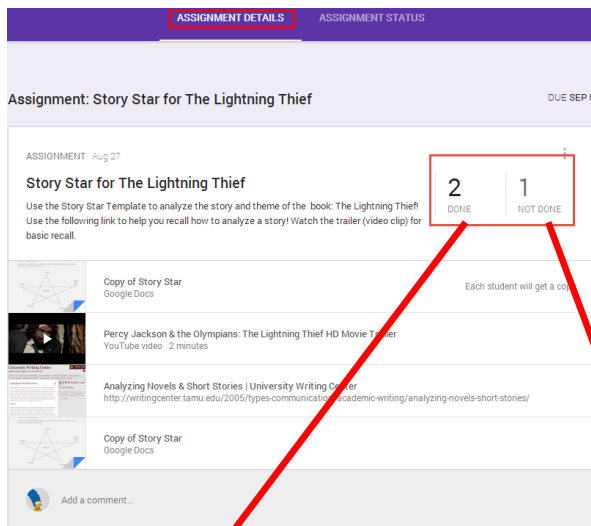 ASSIGNMENT DETAILS ASSIGNMENT STATUS
Assignment: Story Star for The Lightning Thief DUE SEP
ASSIGNMENT Aug 27
Story Star for The Lightning Thief
2 1
DONE NOT DONE
Use the Story Star Template to analyze the story and theme of the book: The Lightning Thief!
Use the following link to help you recall how to analyze a story! Watch the trailer (video clip) for
basic recall.
Copy of Story Star
Google Docs
Each student will get a copy
Percy Jackson & the Olympians: The Lightning Thief HD Movie Trailer
YouTube video 2 minutes
Analyzing Novels & Short Stories | University Writing Center
http://writingcenter.tamu.edu/2005/types-communication/academic-writing/analyzing-novels-short-stories/
Copy of Story Star
Google Docs
Add a comment...